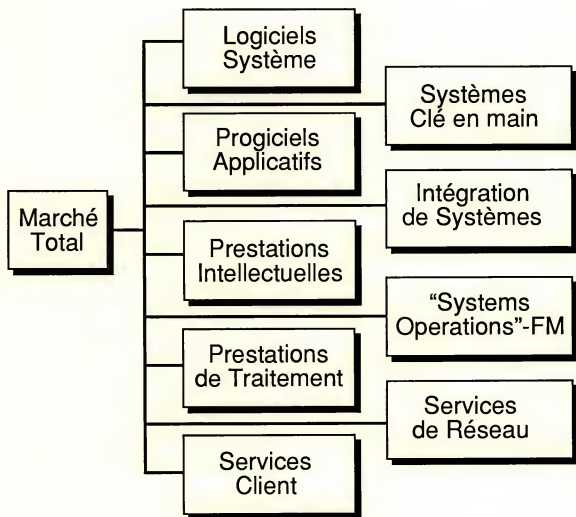 Logiciels
Système
Systèmes
Clé en main
Progiciels
Applicatifs
Intégration
de Systèmes
Marché
Total
Prestations
Intellectuelles
“Systems
Operations”-FM
Prestations
de Traitement
Services
de Réseau
Services
Client